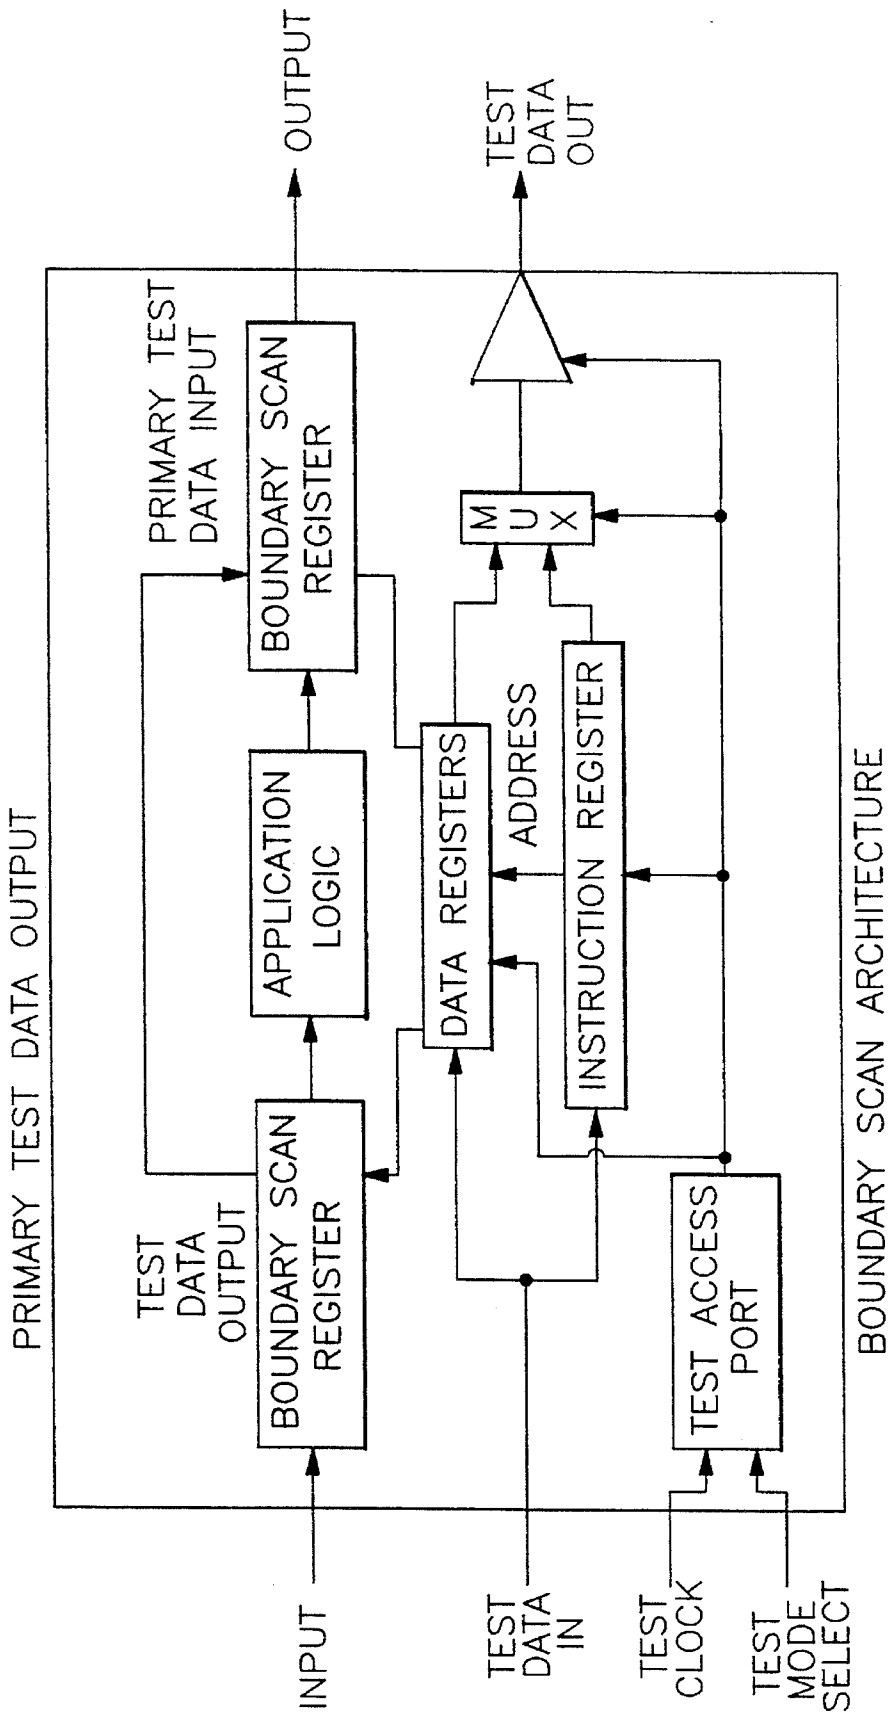 PRIMARY TEST DATA OUTPUT
TEST
DATA
OUTPUT
PRIMARY TEST
DATA INPUT
INPUT
BOUNDARY SCAN
REGISTER
APPLICATION
LOGIC
BOUNDARY SCAN
REGISTER
OUTPUT
TEST
DATA
IN
DATA REGISTERS
ADDRESS
INSTRUCTION REGISTER
M
U
X
TEST
DATA
OUT
TEST
CLOCK
TEST
MODE
SELECT
TEST ACCESS
PORT
BOUNDARY SCAN ARCHITECTURE